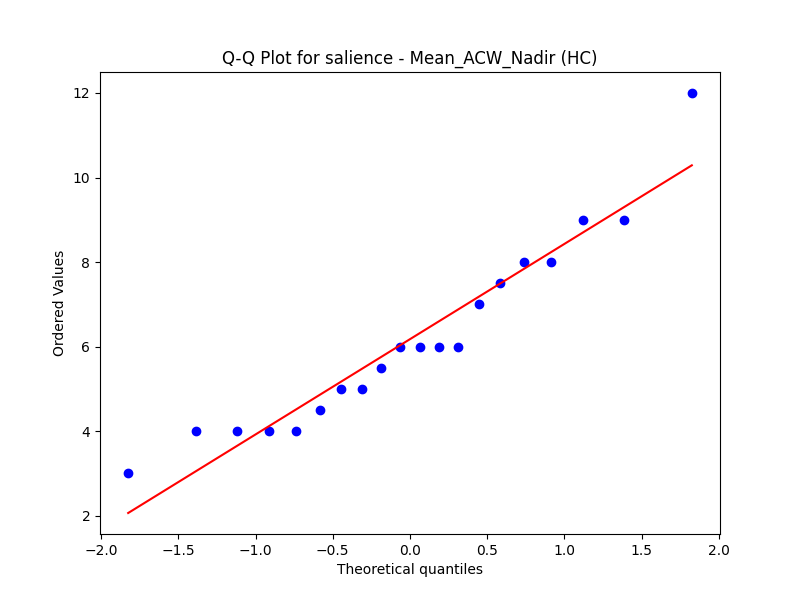 Q-Q Plot for salience - Mean_ACW_Nadir (HC)
12
10
8
6
4
2
Ordered Values
−2.0 −1.5 −1.0 −0.5 0.0 0.5 1.0 1.5 2.0
Theoretical quantiles